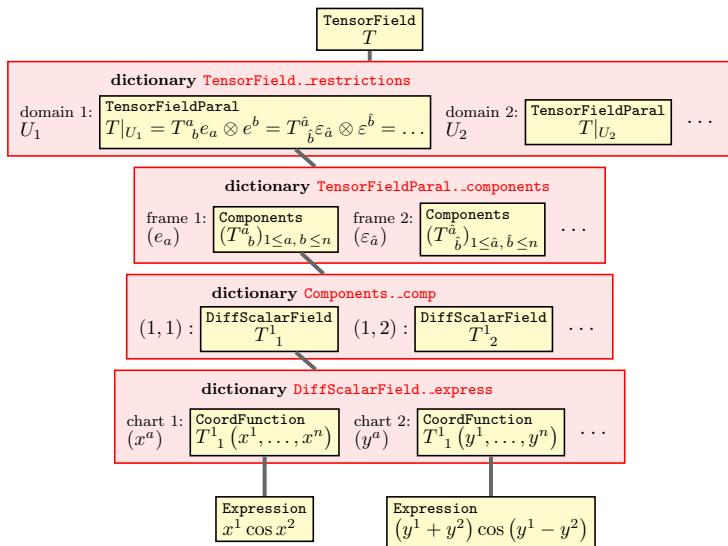 TensorField
T
dictionary TensorField._restrictions
domain 1:
U₁
TensorFieldParal
T|_{U₁} = T^a_b e_a ⊗ e^b = T^â_b̂ ε_â ⊗ ε^b̂ = …
domain 2:
U₂
TensorFieldParal
T|_{U₂}
…
dictionary TensorFieldParal._components
frame 1:
(e_a)
Components
(T^a_b)_{1≤a, b≤n}
frame 2:
(ε_â)
Components
(T^â_b̂)_{1≤â, b̂≤n}
…
dictionary Components._comp
(1, 1) :
DiffScalarField
T^1_1
(1, 2) :
DiffScalarField
T^1_2
…
dictionary DiffScalarField._express
chart 1:
(x^a)
CoordFunction
T^1_1 (x^1, …, x^n)
chart 2:
(y^a)
CoordFunction
T^1_1 (y^1, …, y^n)
…
Expression
x^1 cos x^2
Expression
(y^1 + y^2) cos (y^1 − y^2)